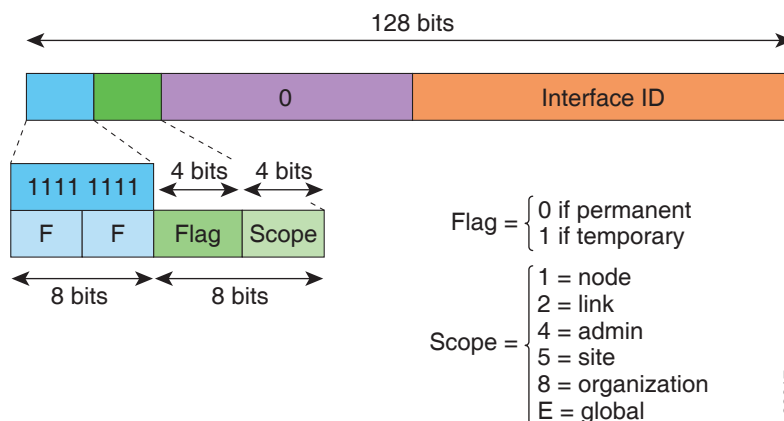 128 bits
0 Interface ID
4 bits 4 bits
1111 1111
F F Flag Scope
8 bits 8 bits
Flag =
0 if permanent
1 if temporary
Scope =
1 = node
2 = link
4 = admin
5 = site
8 = organization
E = global